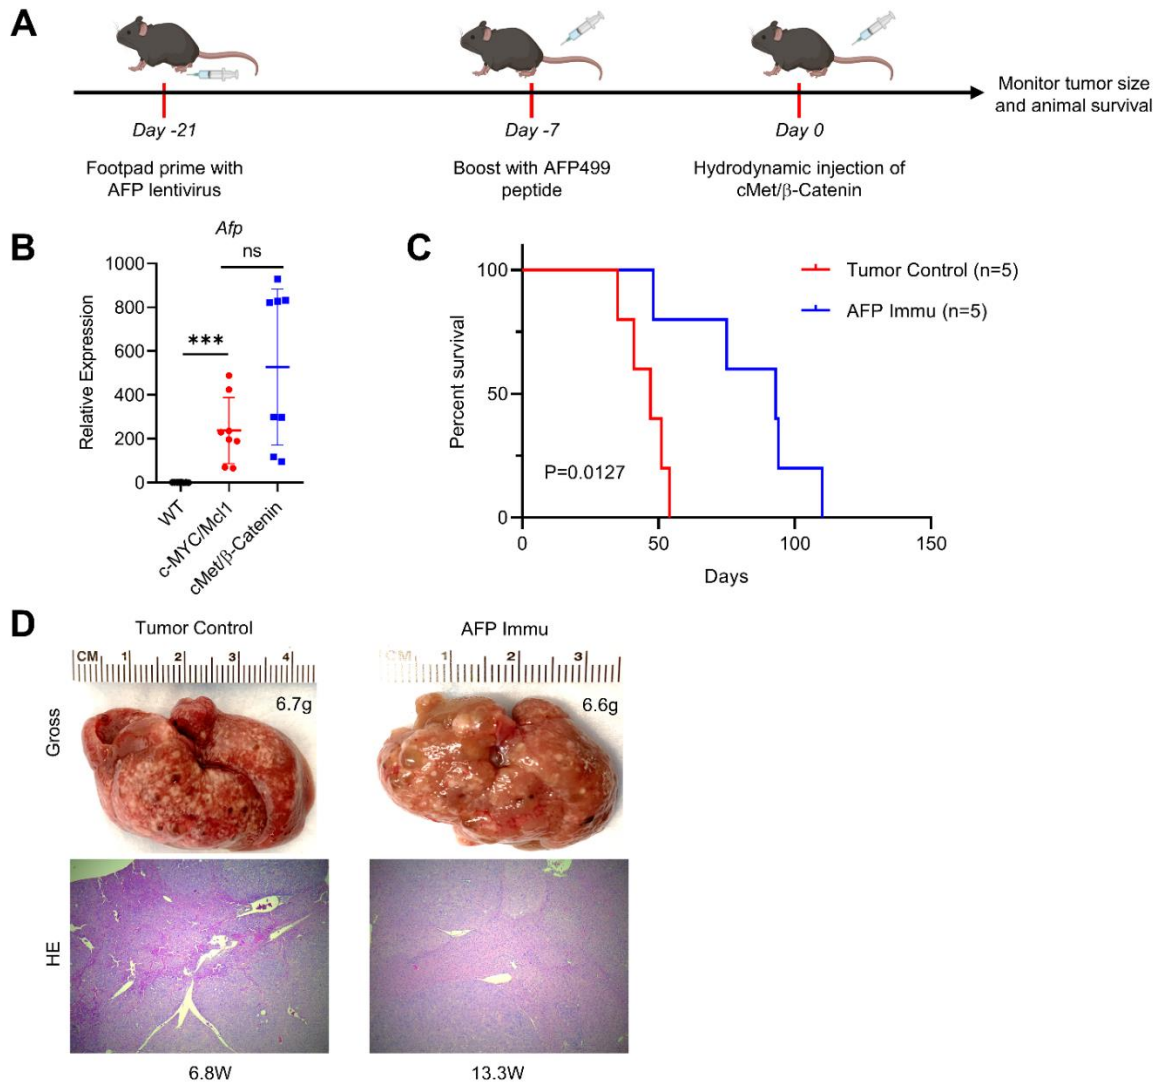 A
Day -21
Day -7
Day 0
Monitor tumor size
and animal survival
Footpad prime with
AFP lentivirus
Boost with AFP499
peptide
Hydrodynamic injection of
cMet/β-Catenin
B
Afp
ns
***
Relative Expression
1000
800
600
400
200
0
WT
c-MYC/Mcl1
cMet/β-Catenin
C
Percent survival
100
50
0
P=0.0127
0
50
100
150
Days
Tumor Control (n=5)
AFP Immu (n=5)
D
Tumor Control
AFP Immu
Gross
CM 1 2 3 4
6.7g
CM 1 2 3
6.6g
HE
6.8W
13.3W